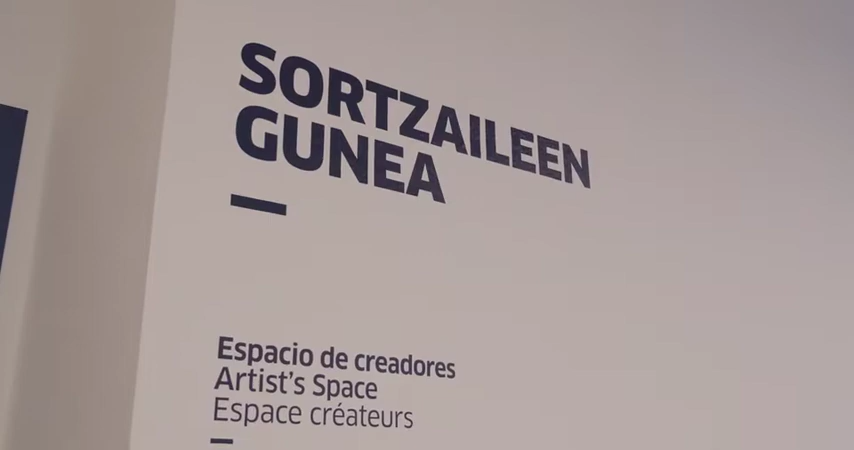 SORTZAILEEN
GUNEA
Espacio de creadores
Artist's Space
Espace créateurs